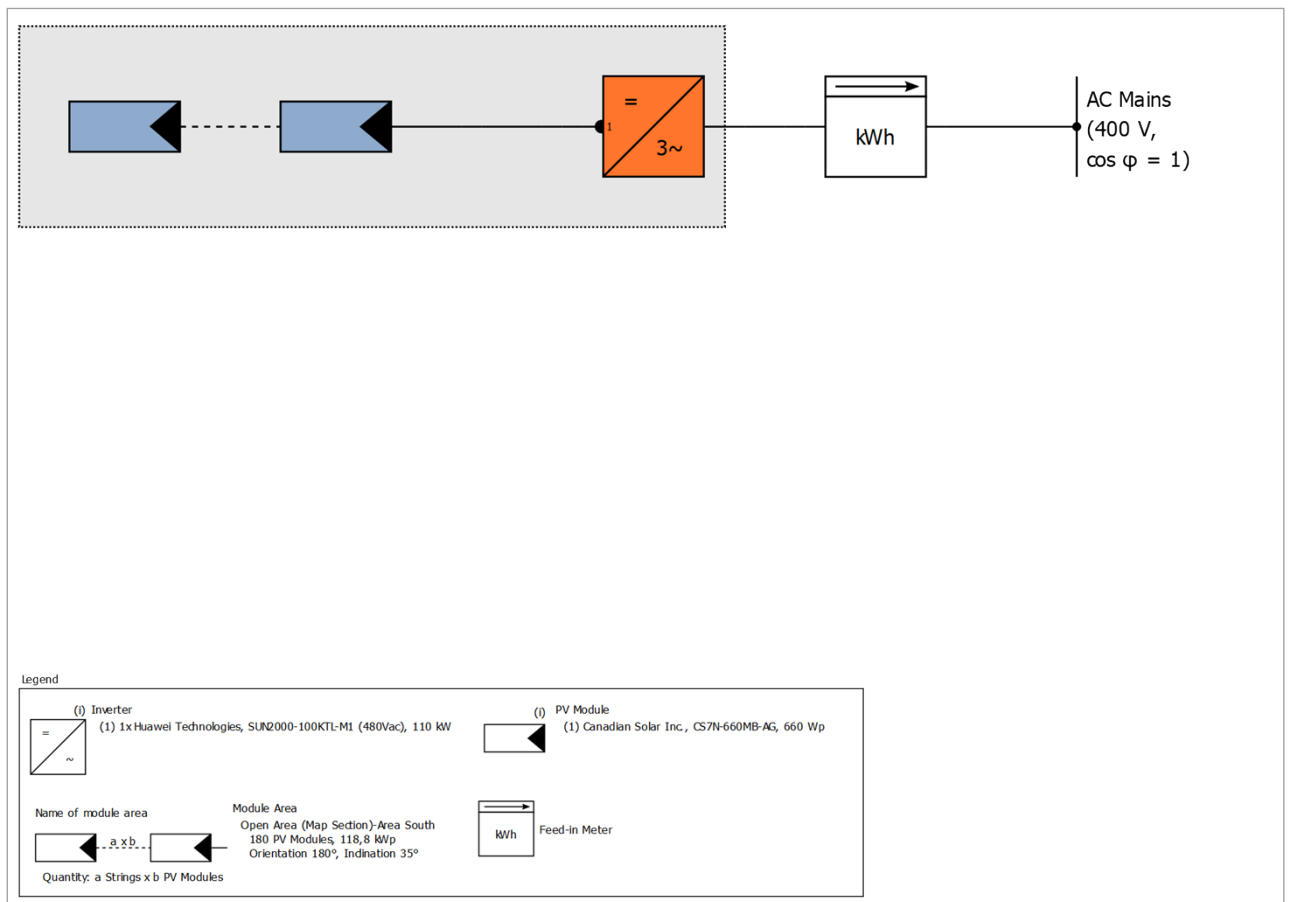 =
1
3~
kWh
AC Mains
(400 V,
cos φ = 1)
Legend
(i) Inverter
(1) 1x Huawei Technologies, SUN2000-100KTL-M1 (480Vac), 110 kW
=
~
(i) PV Module
(1) Canadian Solar Inc., CS7N-660MB-AG, 660 Wp
Name of module area
a x b
Quantity: a Strings x b PV Modules
Module Area
Open Area (Map Section)-Area South
180 PV Modules, 118,8 kWp
Orientation 180°, Inclination 35°
kWh
Feed-in Meter